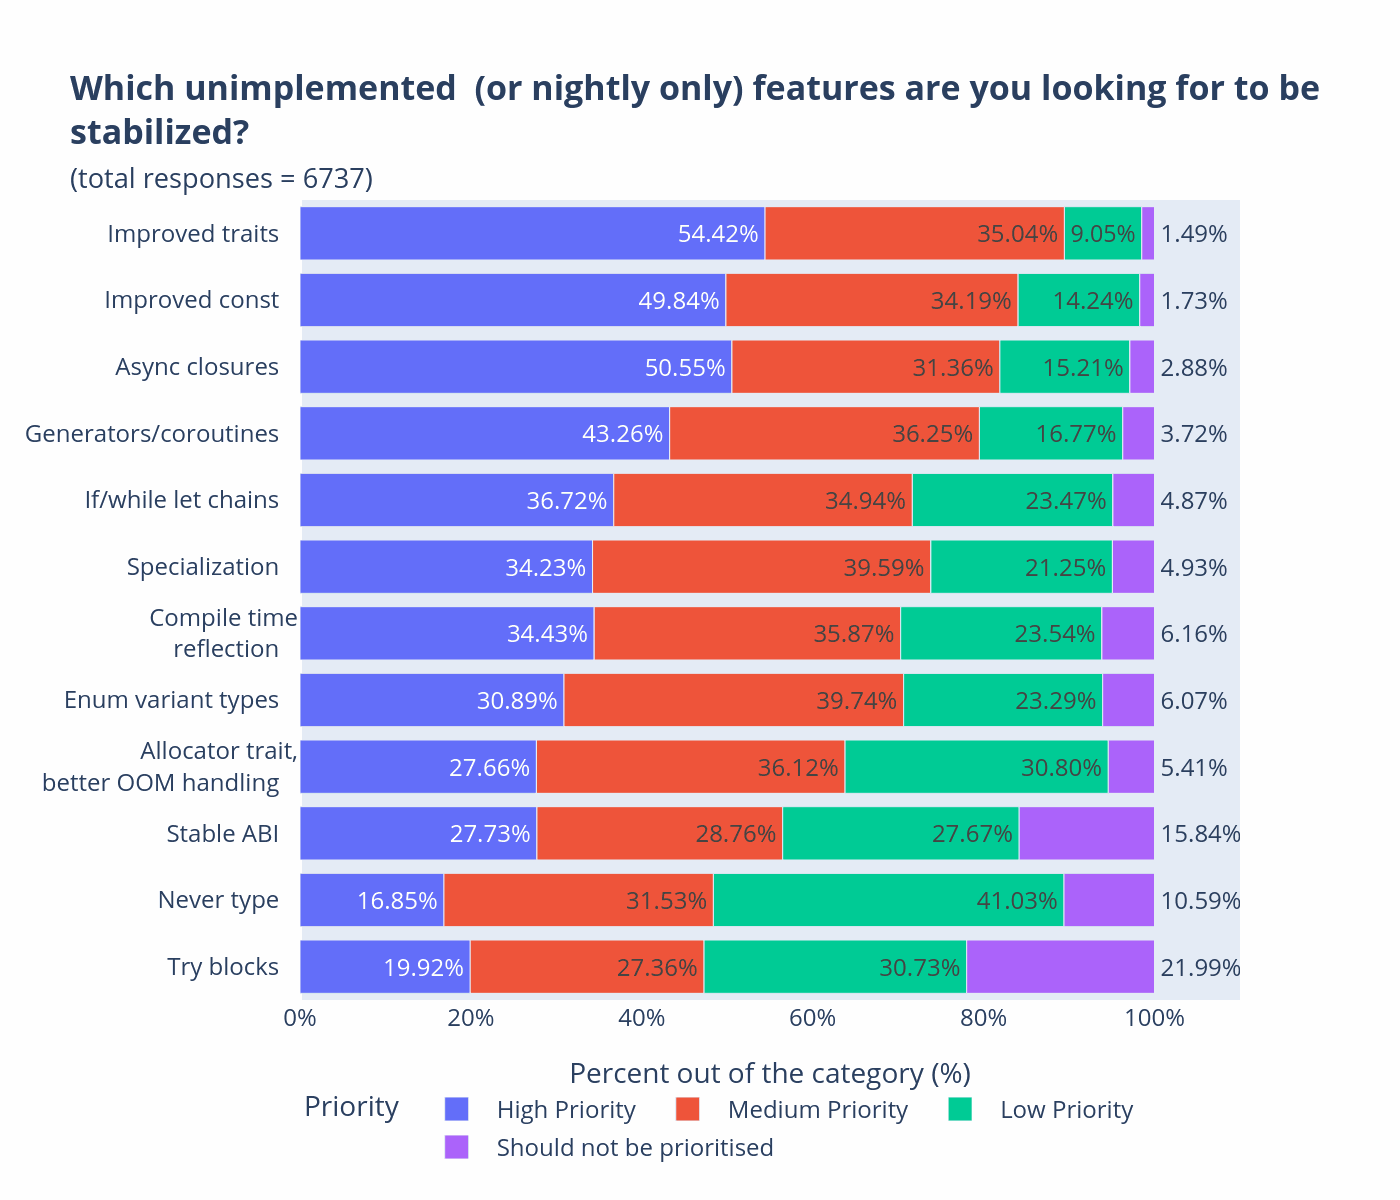 Which unimplemented  (or nightly only) features are you looking for to be
stabilized?
(total responses = 6737)
Improved traits 54.42% 35.04% 9.05% 1.49%
Improved const 49.84% 34.19% 14.24% 1.73%
Async closures 50.55% 31.36% 15.21% 2.88%
Generators/coroutines 43.26% 36.25% 16.77% 3.72%
If/while let chains 36.72% 34.94% 23.47% 4.87%
Specialization 34.23% 39.59% 21.25% 4.93%
Compile time
reflection 34.43% 35.87% 23.54% 6.16%
Enum variant types 30.89% 39.74% 23.29% 6.07%
Allocator trait,
better OOM handling 27.66% 36.12% 30.80% 5.41%
Stable ABI 27.73% 28.76% 27.67% 15.84%
Never type 16.85% 31.53% 41.03% 10.59%
Try blocks 19.92% 27.36% 30.73% 21.99%
0% 20% 40% 60% 80% 100%
Percent out of the category (%)
Priority High Priority Medium Priority Low Priority
Should not be prioritised